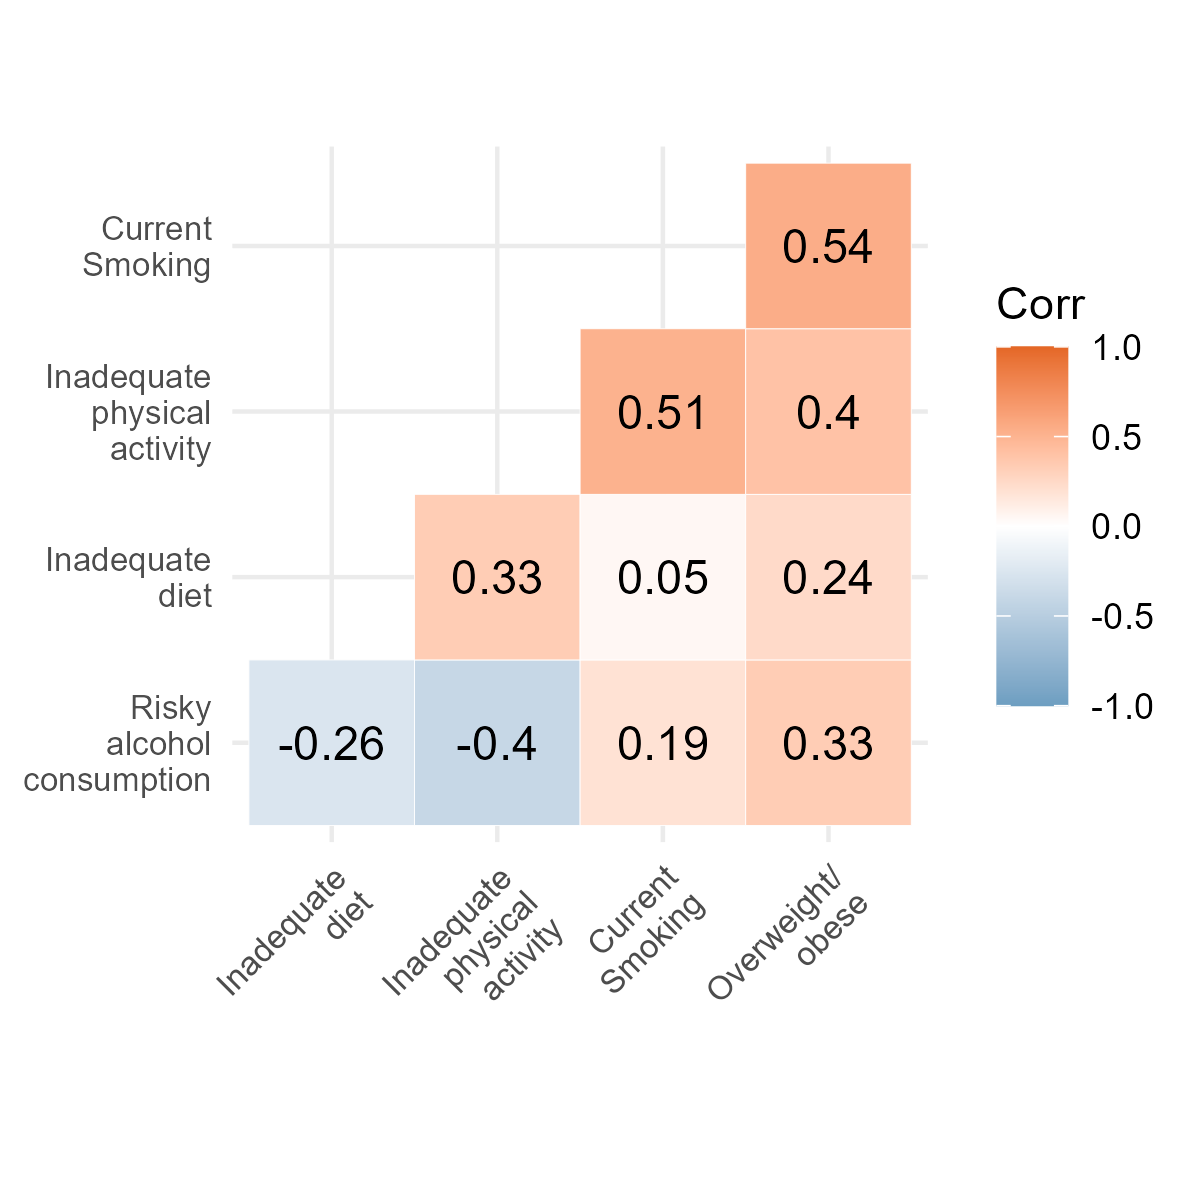 Current
Smoking
0.54
Corr
1.0
0.5
0.0
-0.5
-1.0
Inadequate
physical
activity
0.51
0.4
Inadequate
diet
0.33
0.05
0.24
Risky
alcohol
consumption
-0.26
-0.4
0.19
0.33
Inadequate
diet
Inadequate
physical
activity
Current
Smoking
Overweight/
obese